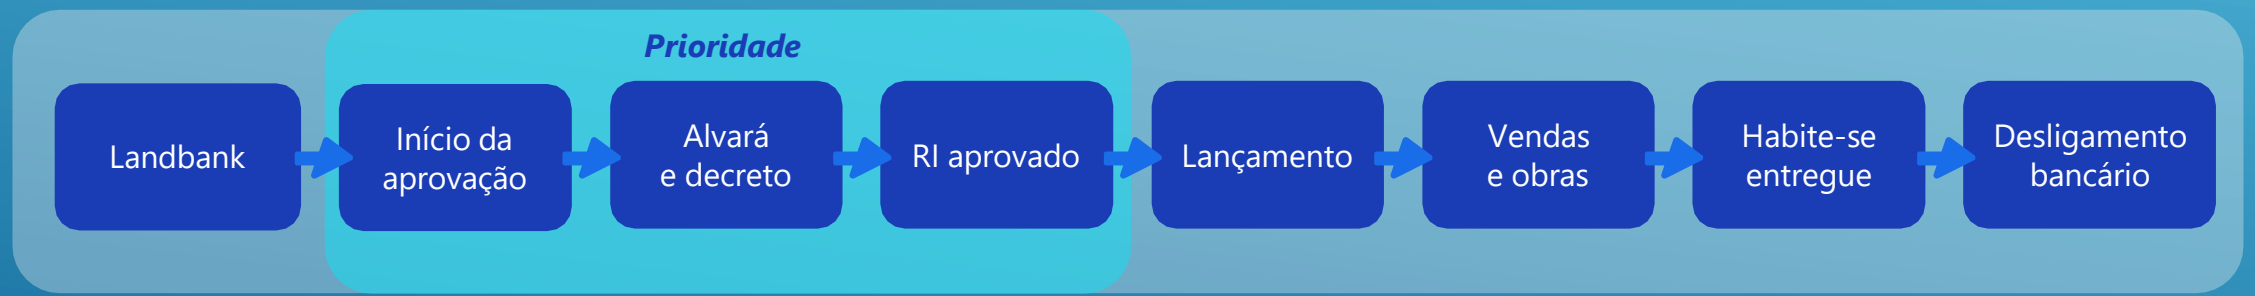 Prioridade
Landbank
Início da
aprovação
Alvará
e decreto
RI aprovado
Lançamento
Vendas
e obras
Habite-se
entregue
Desligamento
bancário